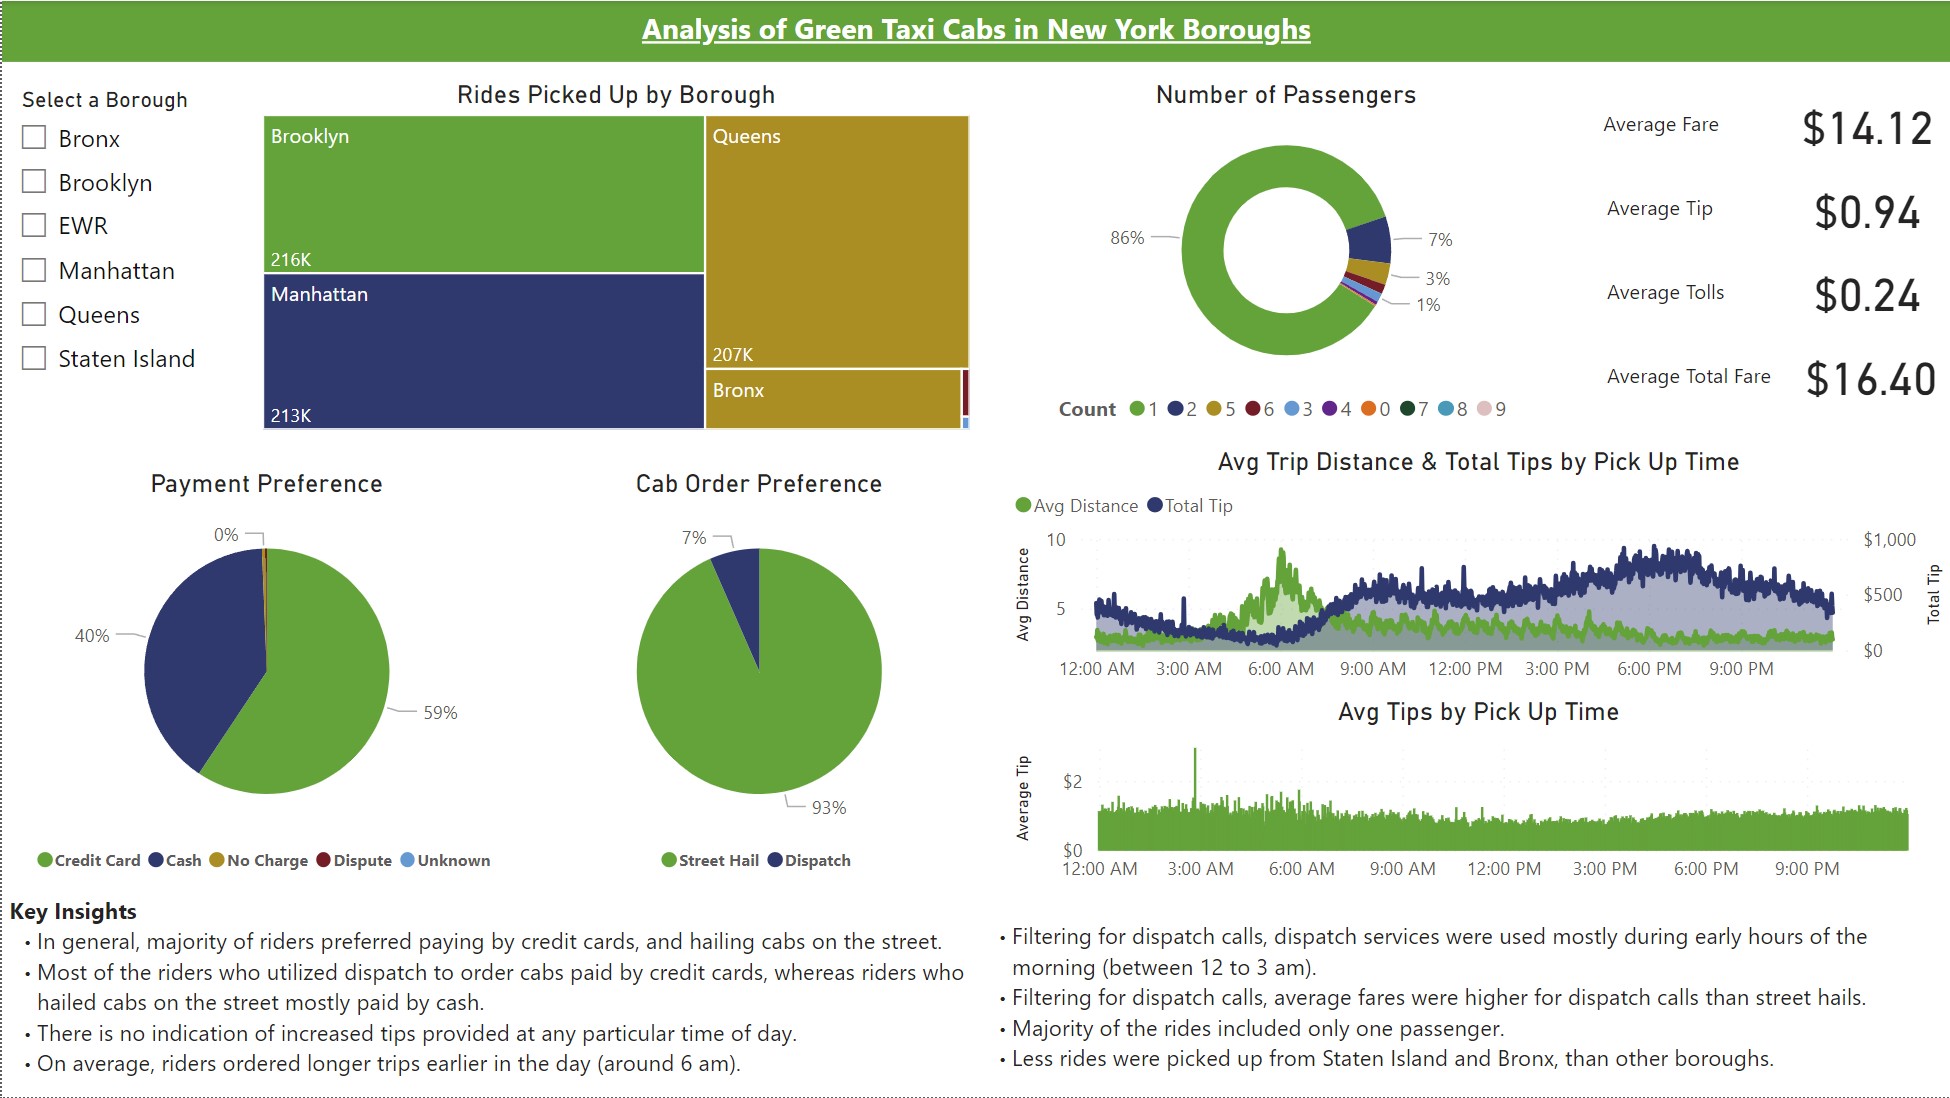 Analysis of Green Taxi Cabs in New York Boroughs
Select a Borough
Bronx
Brooklyn
EWR
Manhattan
Queens
Staten Island
Rides Picked Up by Borough
Brooklyn
216K
Manhattan
213K
Queens
207K
Bronx
Number of Passengers
86%
7%
3%
1%
Count 1 2 5 6 3 4 0 7 8 9
Average Fare $14.12
Average Tip $0.94
Average Tolls $0.24
Average Total Fare $16.40
Payment Preference
0%
40%
59%
Credit Card Cash No Charge Dispute Unknown
Cab Order Preference
7%
93%
Street Hail Dispatch
Avg Trip Distance & Total Tips by Pick Up Time
Avg Distance Total Tip
Avg Distance
10
5
$1,000
$500
$0
Total Tip
12:00 AM 3:00 AM 6:00 AM 9:00 AM 12:00 PM 3:00 PM 6:00 PM 9:00 PM
Avg Tips by Pick Up Time
Average Tip
$2
$0
12:00 AM 3:00 AM 6:00 AM 9:00 AM 12:00 PM 3:00 PM 6:00 PM 9:00 PM
Key Insights
• In general, majority of riders preferred paying by credit cards, and hailing cabs on the street.
• Most of the riders who utilized dispatch to order cabs paid by credit cards, whereas riders who
hailed cabs on the street mostly paid by cash.
• There is no indication of increased tips provided at any particular time of day.
• On average, riders ordered longer trips earlier in the day (around 6 am).
• Filtering for dispatch calls, dispatch services were used mostly during early hours of the
morning (between 12 to 3 am).
• Filtering for dispatch calls, average fares were higher for dispatch calls than street hails.
• Majority of the rides included only one passenger.
• Less rides were picked up from Staten Island and Bronx, than other boroughs.